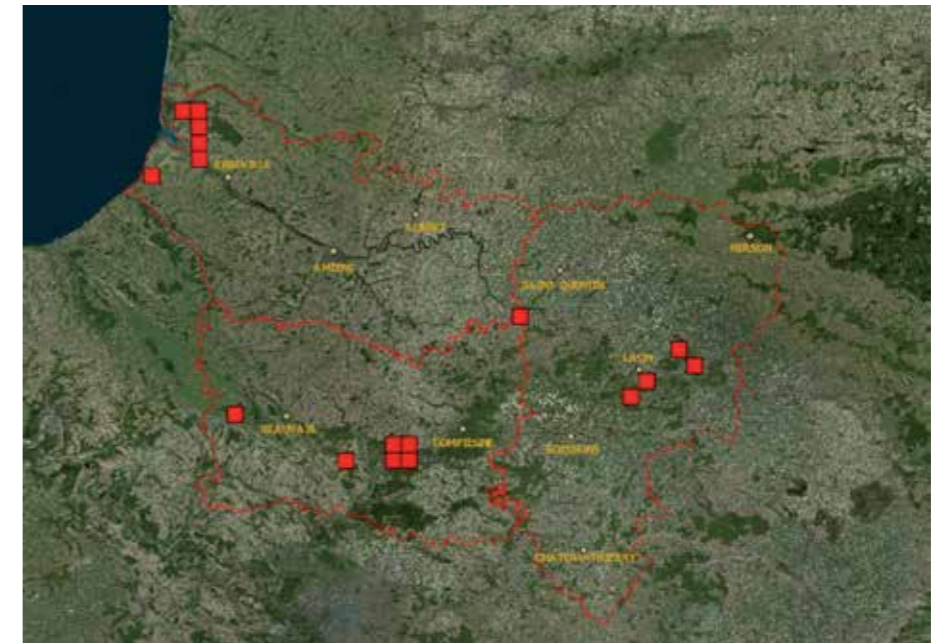 ABBEVILLE
ALBERT
AMIENS
HIRSON
SAINT QUENTIN
LAON
BEAUVAIS
COMPIEGNE
SOISSONS
CHATEAU-THIERRY